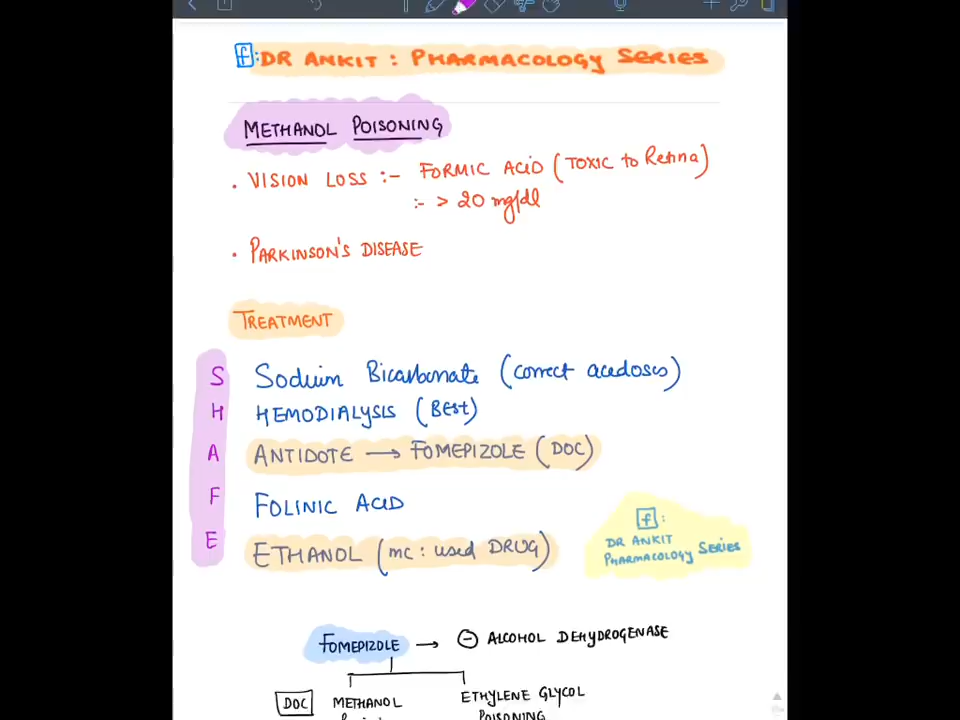 f: DR ANKIT : PHARMACOLOGY SERIES
METHANOL POISONING
. VISION LOSS :- FORMIC ACID (TOXIC to Retina)
:- > 20 mg/dl
. PARKINSON'S DISEASE
TREATMENT
S Sodium Bicarbonate (correct acedoses)
H HEMODIALYSIS (BEst)
A ANTIDOTE → FOMEPIZOLE (DOC)
F FOLINIC ACID
E ETHANOL (mc : used DRUG)
f:
DR ANKIT
PHARMACOLOGY SERIES
FOMEPIZOLE → ⊖ ALCOHOL DEHYDROGENASE
DOC METHANOL ETHYLENE GLYCOL
POISONING